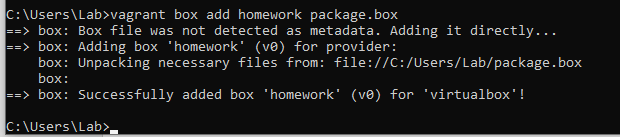 C:\Users\Lab>vagrant box add homework package.box
==> box: Box file was not detected as metadata. Adding it directly...
==> box: Adding box 'homework' (v0) for provider:
    box: Unpacking necessary files from: file://C:/Users/Lab/package.box
    box:
==> box: Successfully added box 'homework' (v0) for 'virtualbox'!
C:\Users\Lab>